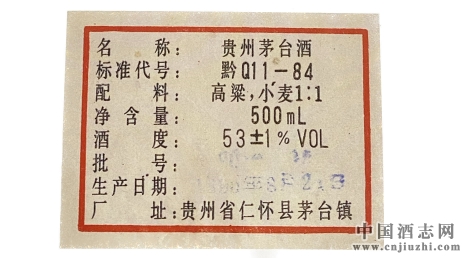 名 称: 贵州茅台酒
标准代号: 黔Q11-84
配 料: 高粱,小麦1:1
净含量: 500mL
酒 度: 53±1% VOL
批 号:
生产日期:
厂 址: 贵州省仁怀县茅台镇
中国酒志网
www.cnjiuzhi.com